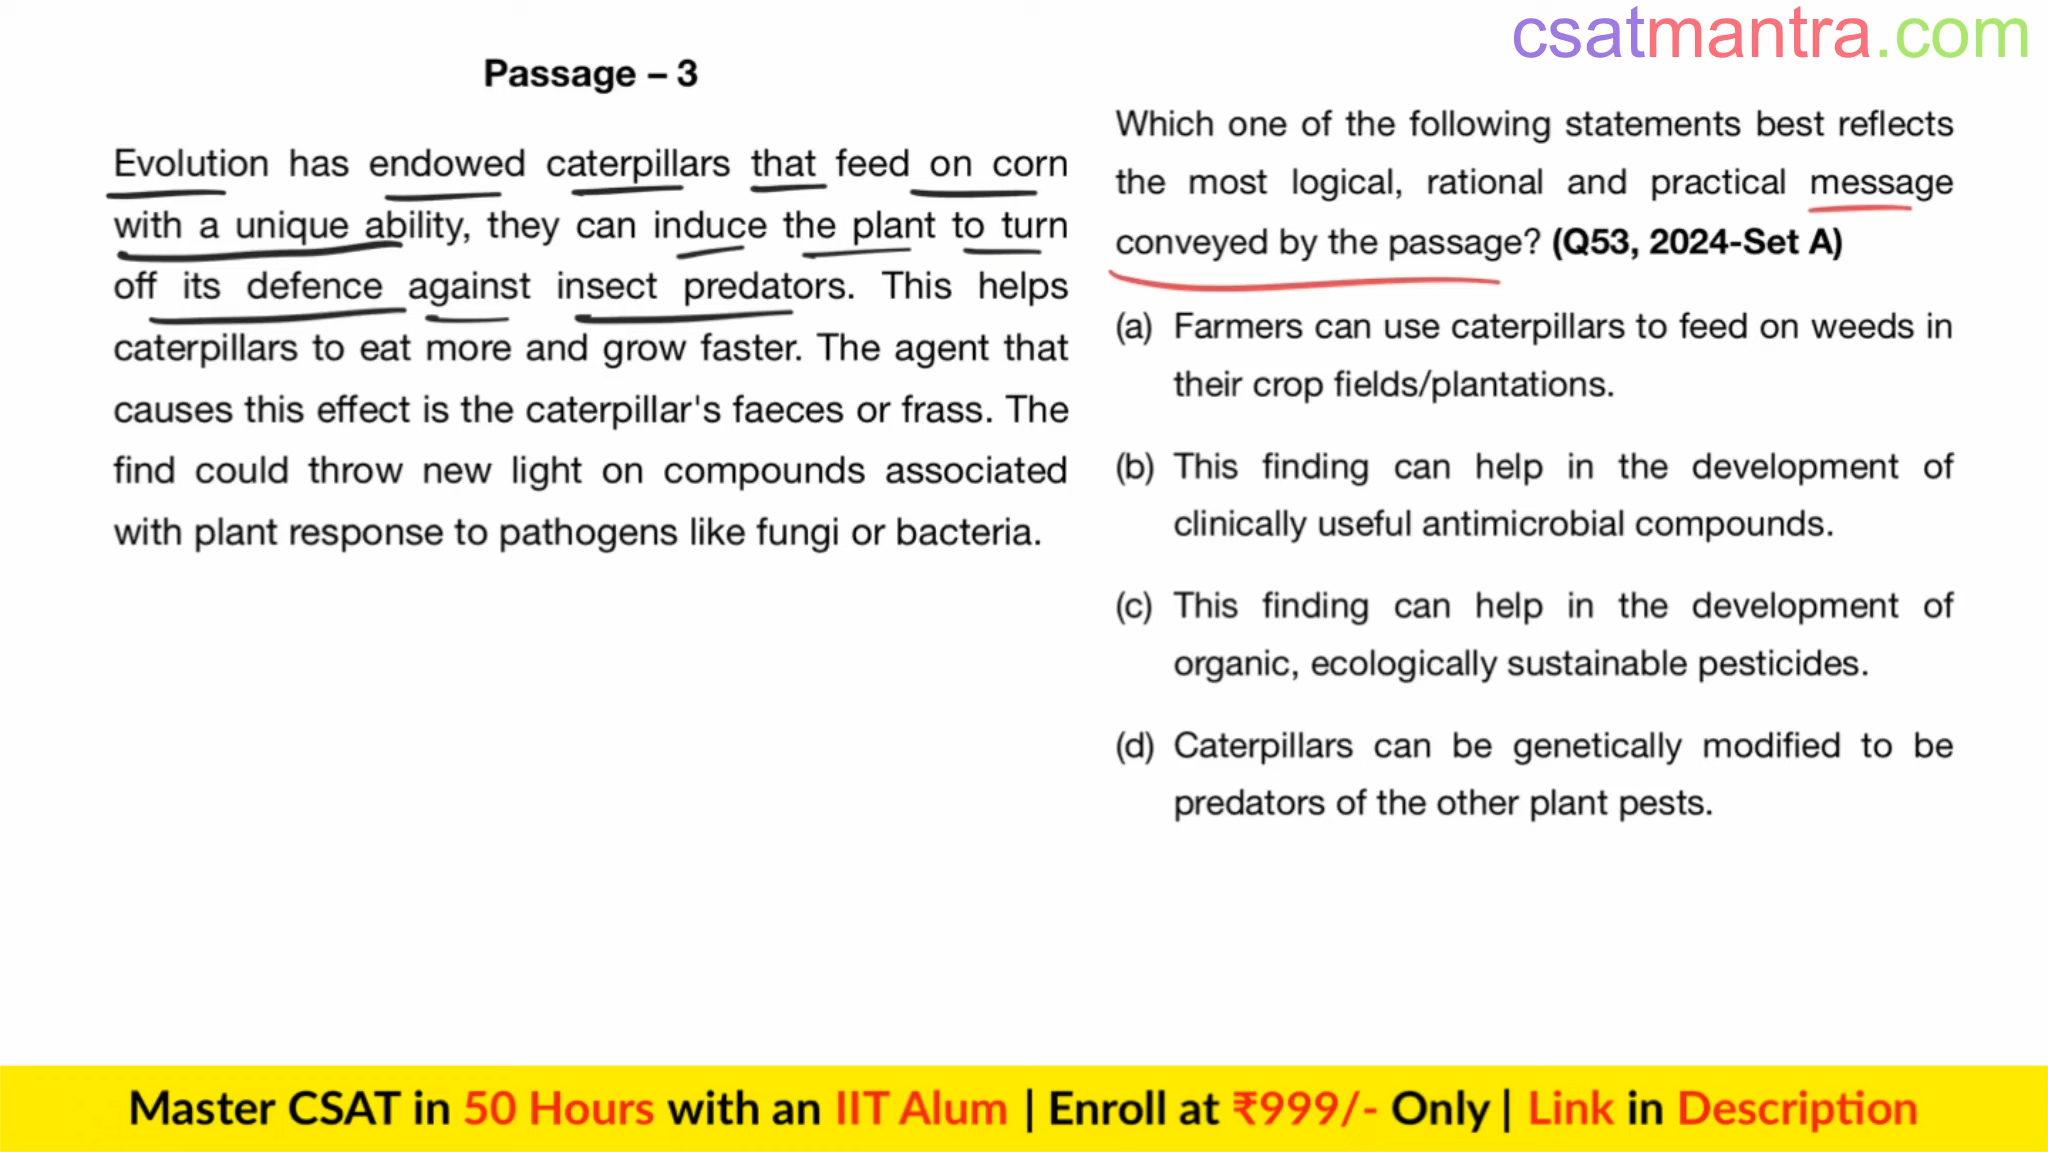 csatmantra.com
Passage – 3
Evolution has endowed caterpillars that feed on corn
with a unique ability, they can induce the plant to turn
off its defence against insect predators. This helps
caterpillars to eat more and grow faster. The agent that
causes this effect is the caterpillar's faeces or frass. The
find could throw new light on compounds associated
with plant response to pathogens like fungi or bacteria.
Which one of the following statements best reflects
the most logical, rational and practical message
conveyed by the passage? (Q53, 2024-Set A)
(a) Farmers can use caterpillars to feed on weeds in
their crop fields/plantations.
(b) This finding can help in the development of
clinically useful antimicrobial compounds.
(c) This finding can help in the development of
organic, ecologically sustainable pesticides.
(d) Caterpillars can be genetically modified to be
predators of the other plant pests.
Master CSAT in 50 Hours with an IIT Alum | Enroll at ₹999/- Only | Link in Description